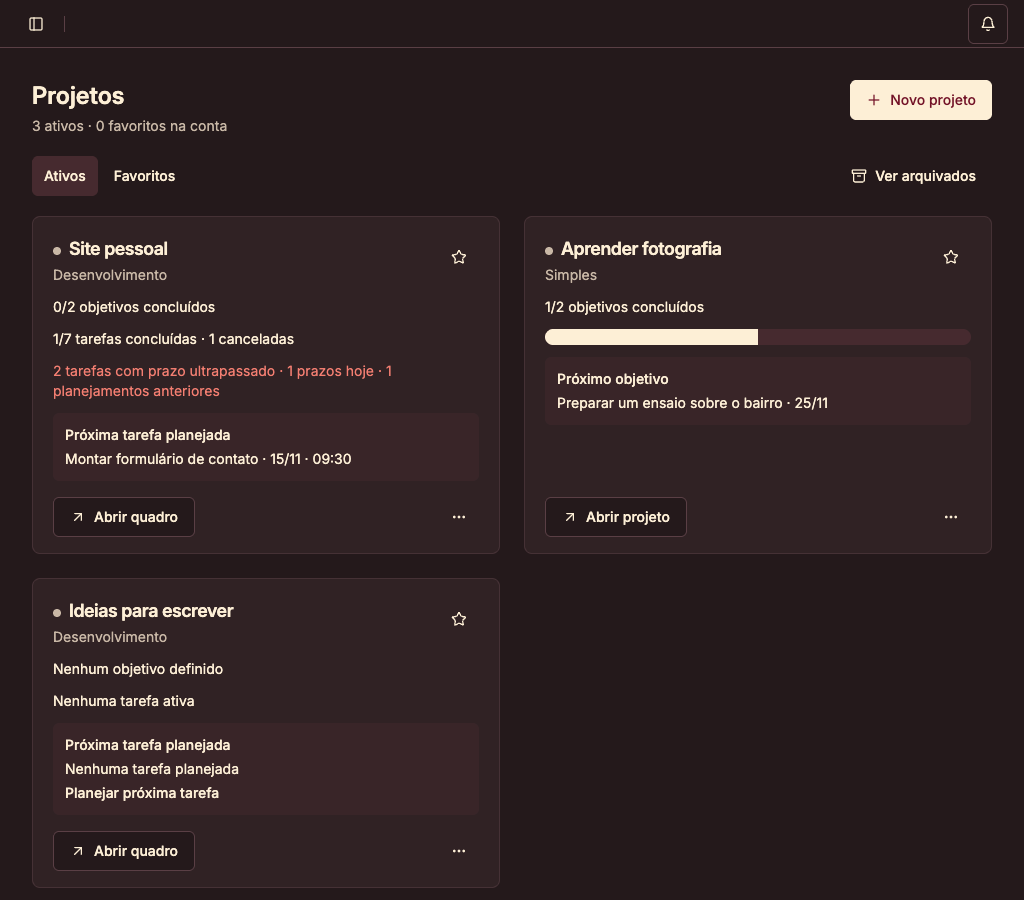 Projetos
Novo projeto
3 ativos · 0 favoritos na conta
Ativos
Favoritos
Ver arquivados
Site pessoal
Desenvolvimento
0/2 objetivos concluídos
1/7 tarefas concluídas · 1 canceladas
2 tarefas com prazo ultrapassado · 1 prazos hoje · 1
planejamentos anteriores
Próxima tarefa planejada
Montar formulário de contato · 15/11 · 09:30
Abrir quadro
Aprender fotografia
Simples
1/2 objetivos concluídos
Próximo objetivo
Preparar um ensaio sobre o bairro · 25/11
Abrir projeto
Ideias para escrever
Desenvolvimento
Nenhum objetivo definido
Nenhuma tarefa ativa
Próxima tarefa planejada
Nenhuma tarefa planejada
Planejar próxima tarefa
Abrir quadro